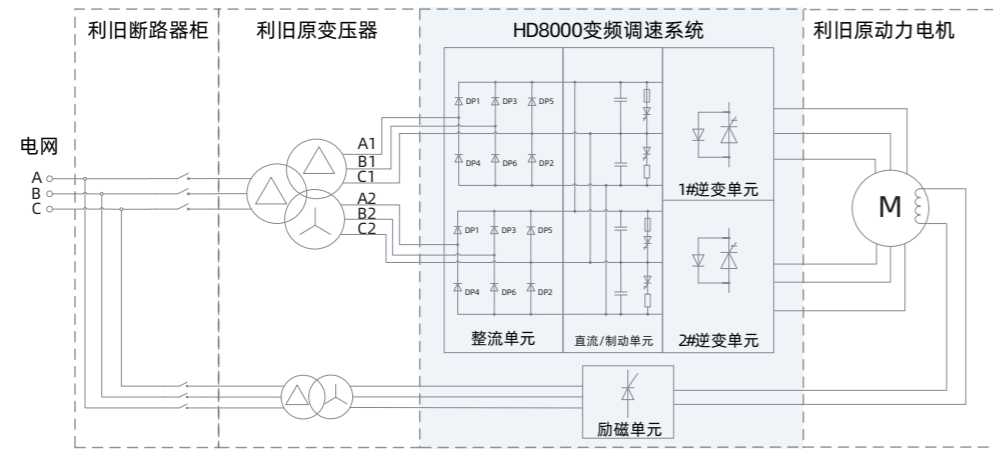 利旧断路器柜
利旧原变压器
HD8000变频调速系统
利旧原动力电机
电网
A
B
C
A1
B1
C1
A2
B2
C2
DP1 DP3 DP5
DP4 DP6 DP2
DP1 DP3 DP5
DP4 DP6 DP2
1#逆变单元
M
整流单元
直流/制动单元
2#逆变单元
励磁单元